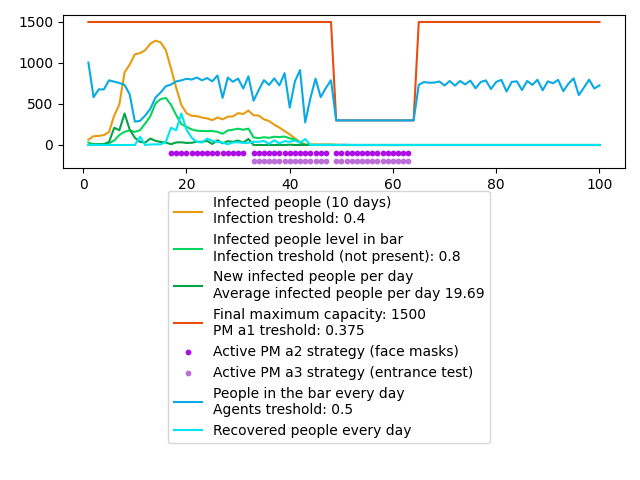 1500
1000
500
0
0 20 40 60 80 100
Infected people (10 days)
Infection treshold: 0.4
Infected people level in bar
Infection treshold (not present): 0.8
New infected people per day
Average infected people per day 19.69
Final maximum capacity: 1500
PM a1 treshold: 0.375
Active PM a2 strategy (face masks)
Active PM a3 strategy (entrance test)
People in the bar every day
Agents treshold: 0.5
Recovered people every day